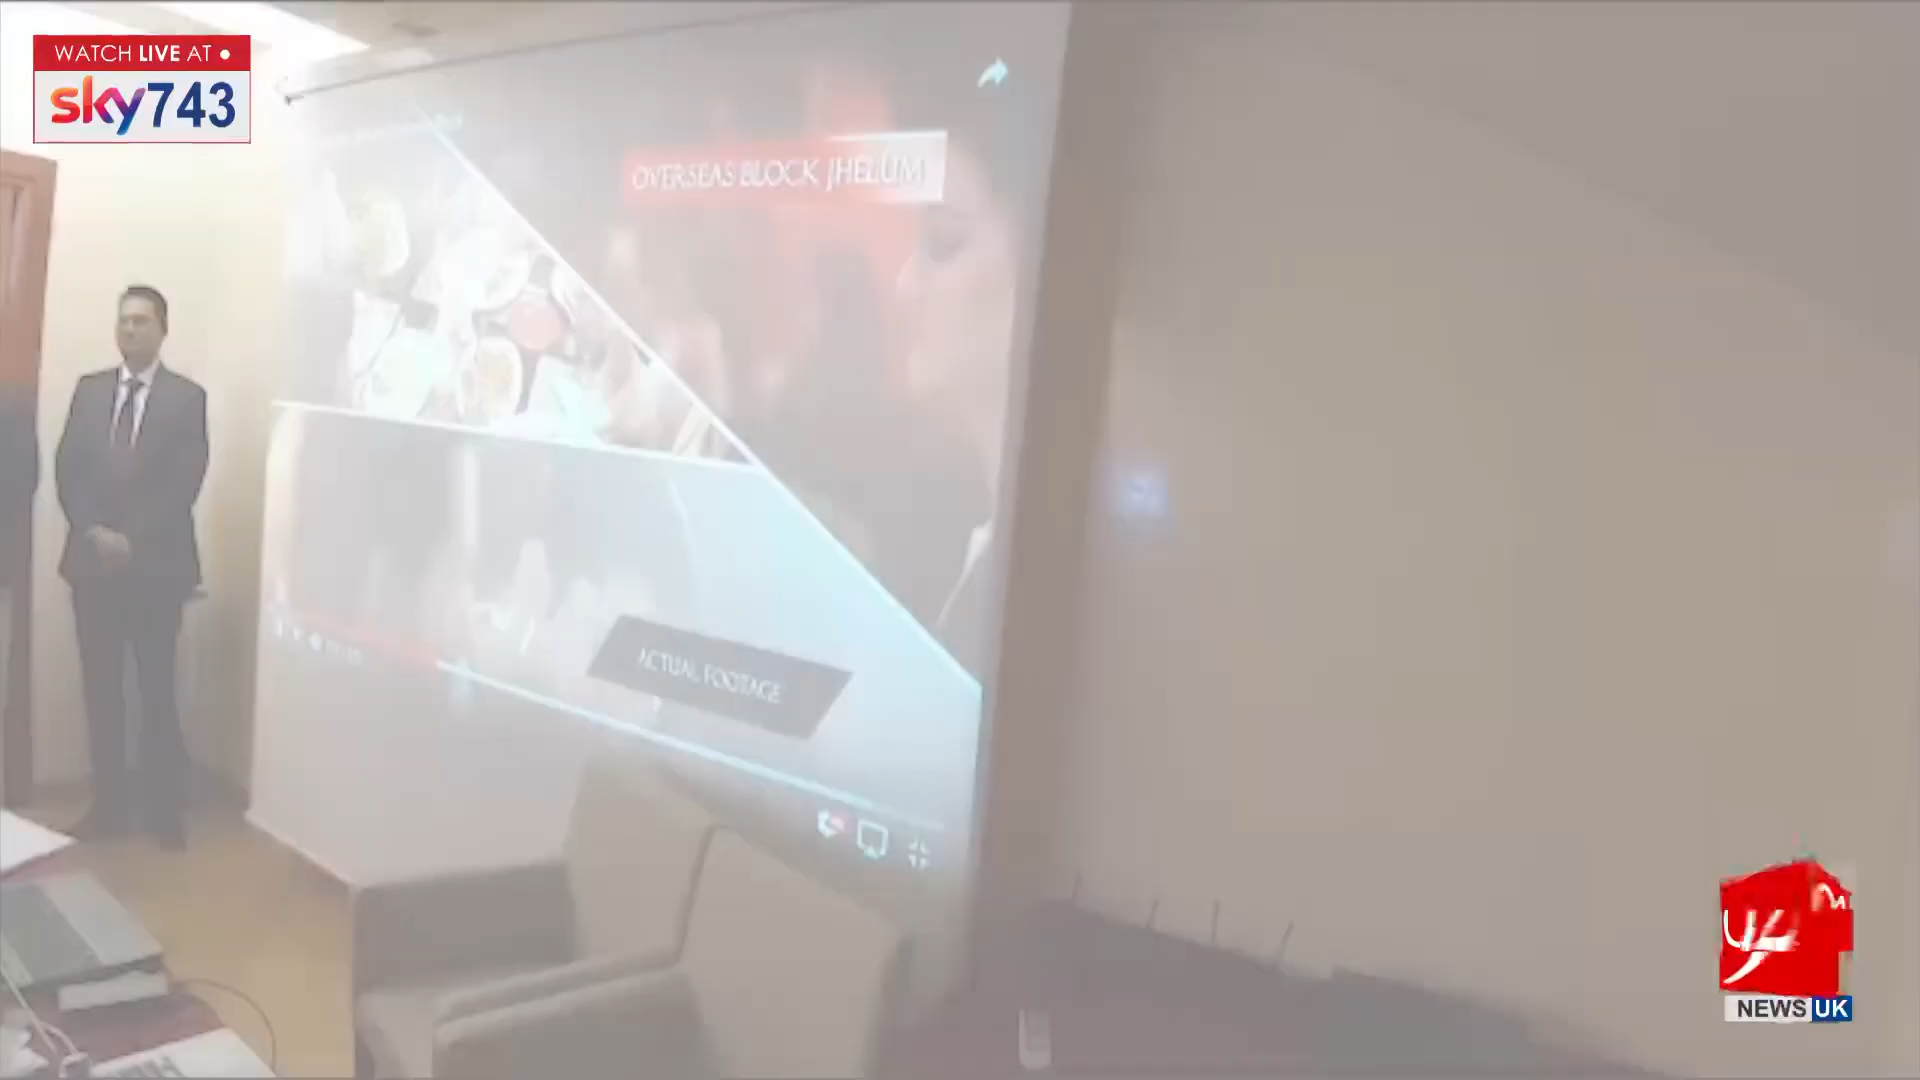 WATCH LIVE AT
sky743
OVERSEAS BLOCK JHELUM
ACTUAL FOOTAGE
NEWS UK